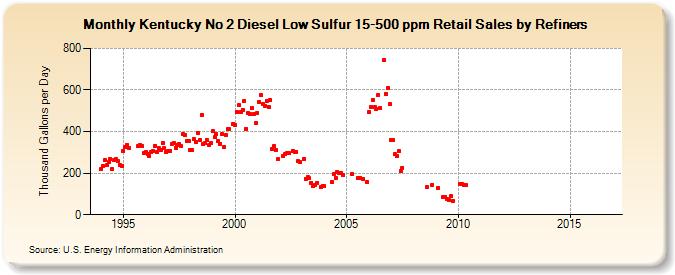 Monthly Kentucky No 2 Diesel Low Sulfur 15-500 ppm Retail Sales by Refiners
Thousand Gallons per Day
800
600
400
200
0
1995 2000 2005 2010 2015
Source: U.S. Energy Information Administration